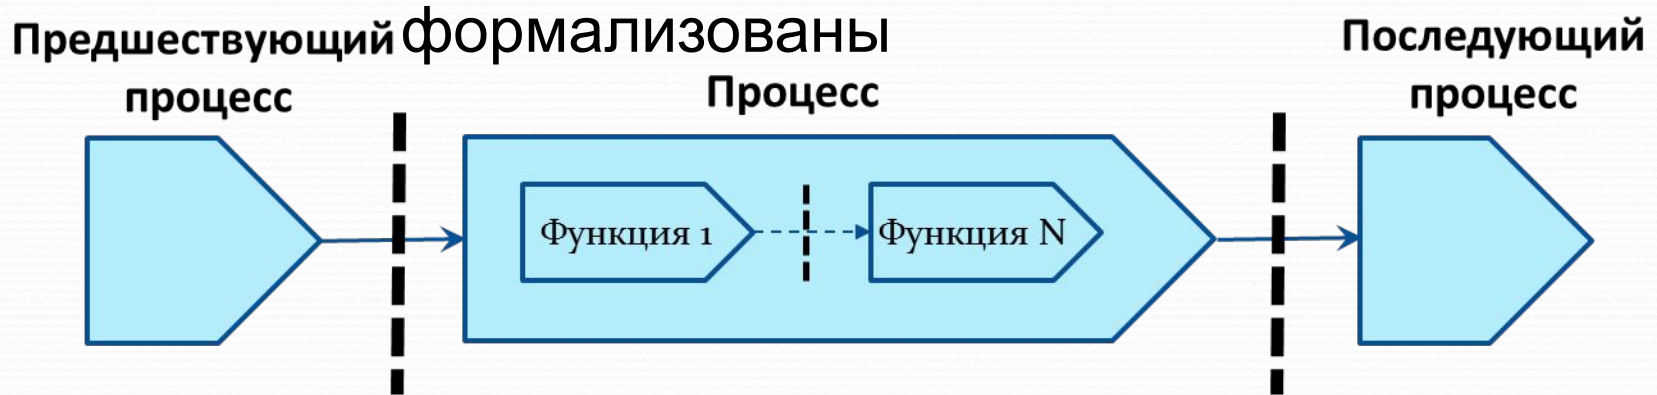 формализованы
Предшествующий
процесс
Процесс
Последующий
процесс
Функция 1
Функция N